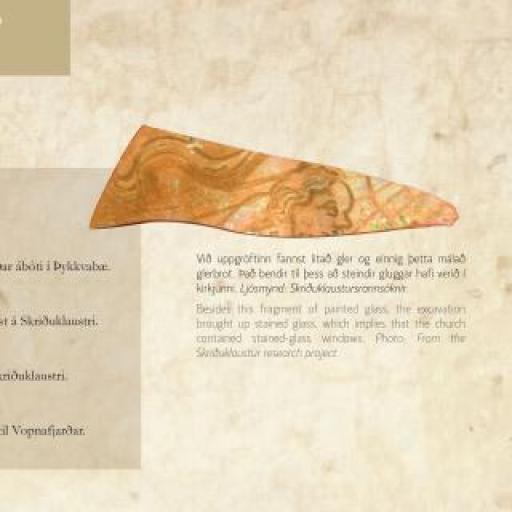 ur ábóti í Þykkvabæ.
st á Skriðuklaustri.
kriðuklaustri.
til Vopnafjarðar.
Við uppgröftinn fannst litað gler og einnig þetta málað
glerbrot. Það bendir til þess að steindir gluggar hafi verið í
kirkjunni. Ljósmynd: Skriðuklaustursrannsóknir.
Besides this fragment of painted glass, the excavation
brought up stained glass, which implies that the church
contained stained-glass windows. Photo: From the
Skriðuklaustur research project.